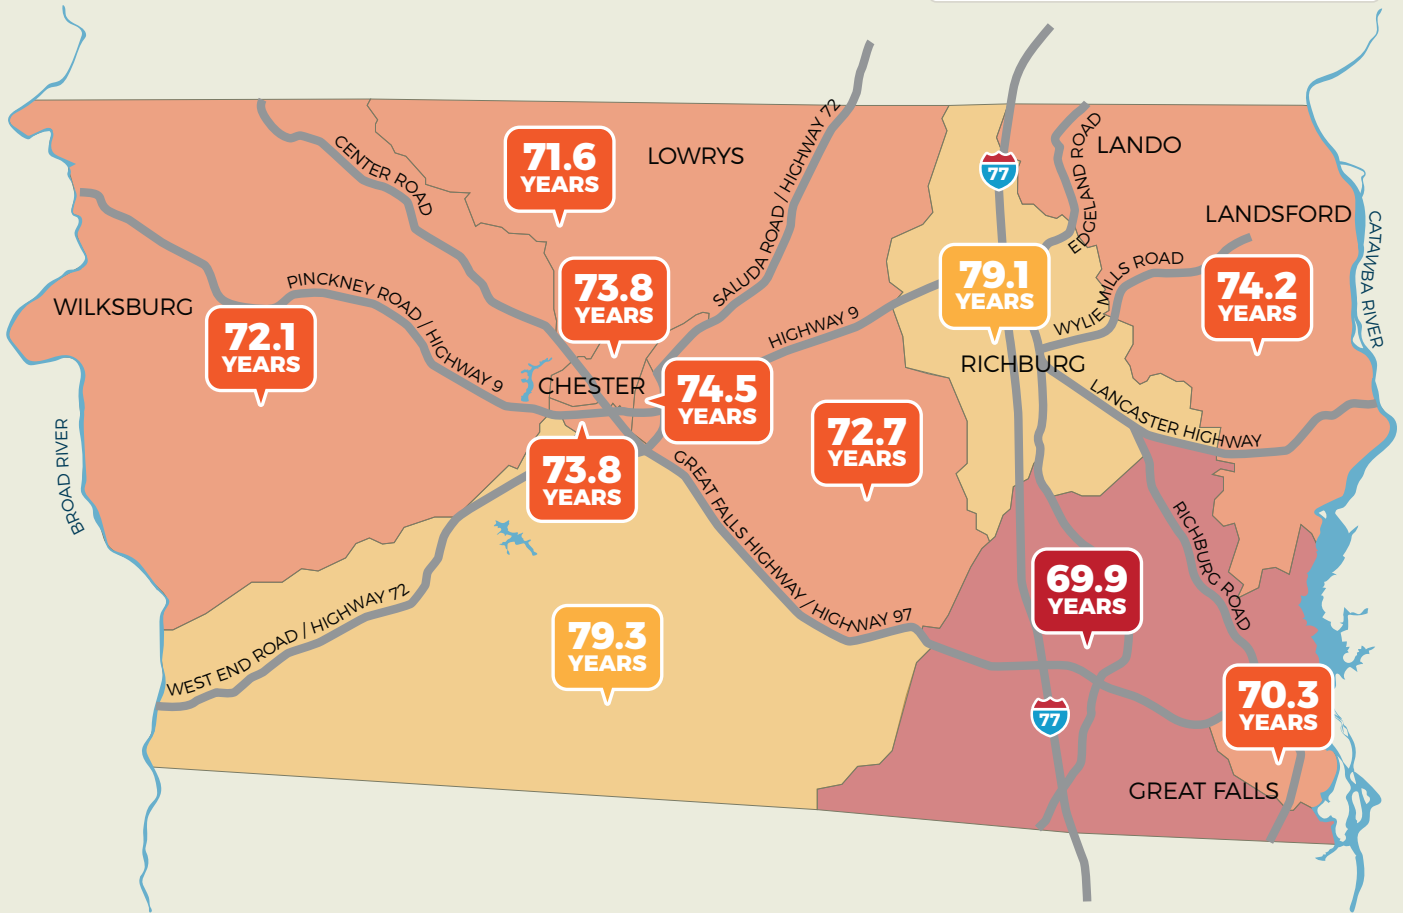 SALUDA ROAD / HIGHWAY 72
EDGELAND ROAD
CENTER ROAD
71.6
YEARS
LOWRYS
77
LANDO
LANDSFORD
CATAWBA RIVER
WILKSBURG
PINCKNEY ROAD / HIGHWAY 9
73.8
YEARS
79.1
YEARS
WYLIE MILLS ROAD
74.2
YEARS
72.1
YEARS
HIGHWAY 9
RICHBURG
CHESTER
74.5
YEARS
LANCASTER HIGHWAY
72.7
YEARS
BROAD RIVER
73.8
YEARS
GREAT FALLS HIGHWAY / HIGHWAY 97
RICHBURG ROAD
69.9
YEARS
WEST END ROAD / HIGHWAY 72
79.3
YEARS
77
70.3
YEARS
GREAT FALLS